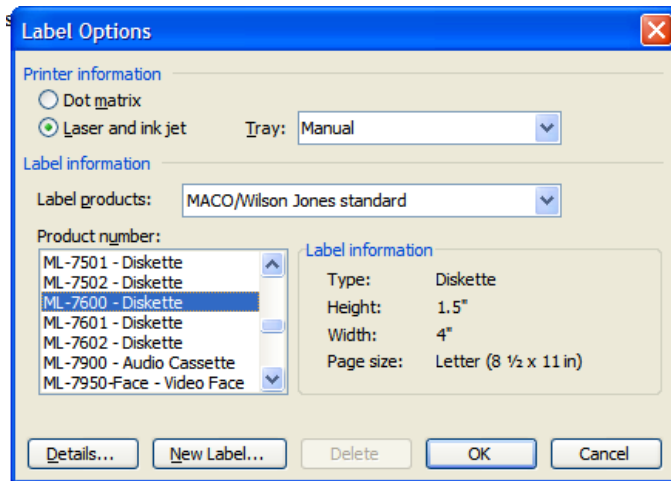 s
Label Options
Printer information
Dot matrix
Laser and ink jet Tray: Manual
Label information
Label products: MACO/Wilson Jones standard
Product number:
ML-7501 - Diskette
ML-7502 - Diskette
ML-7600 - Diskette
ML-7601 - Diskette
ML-7602 - Diskette
ML-7900 - Audio Cassette
ML-7950-Face - Video Face
Label information
Type: Diskette
Height: 1.5"
Width: 4"
Page size: Letter (8 ½ x 11 in)
Details... New Label... Delete OK Cancel